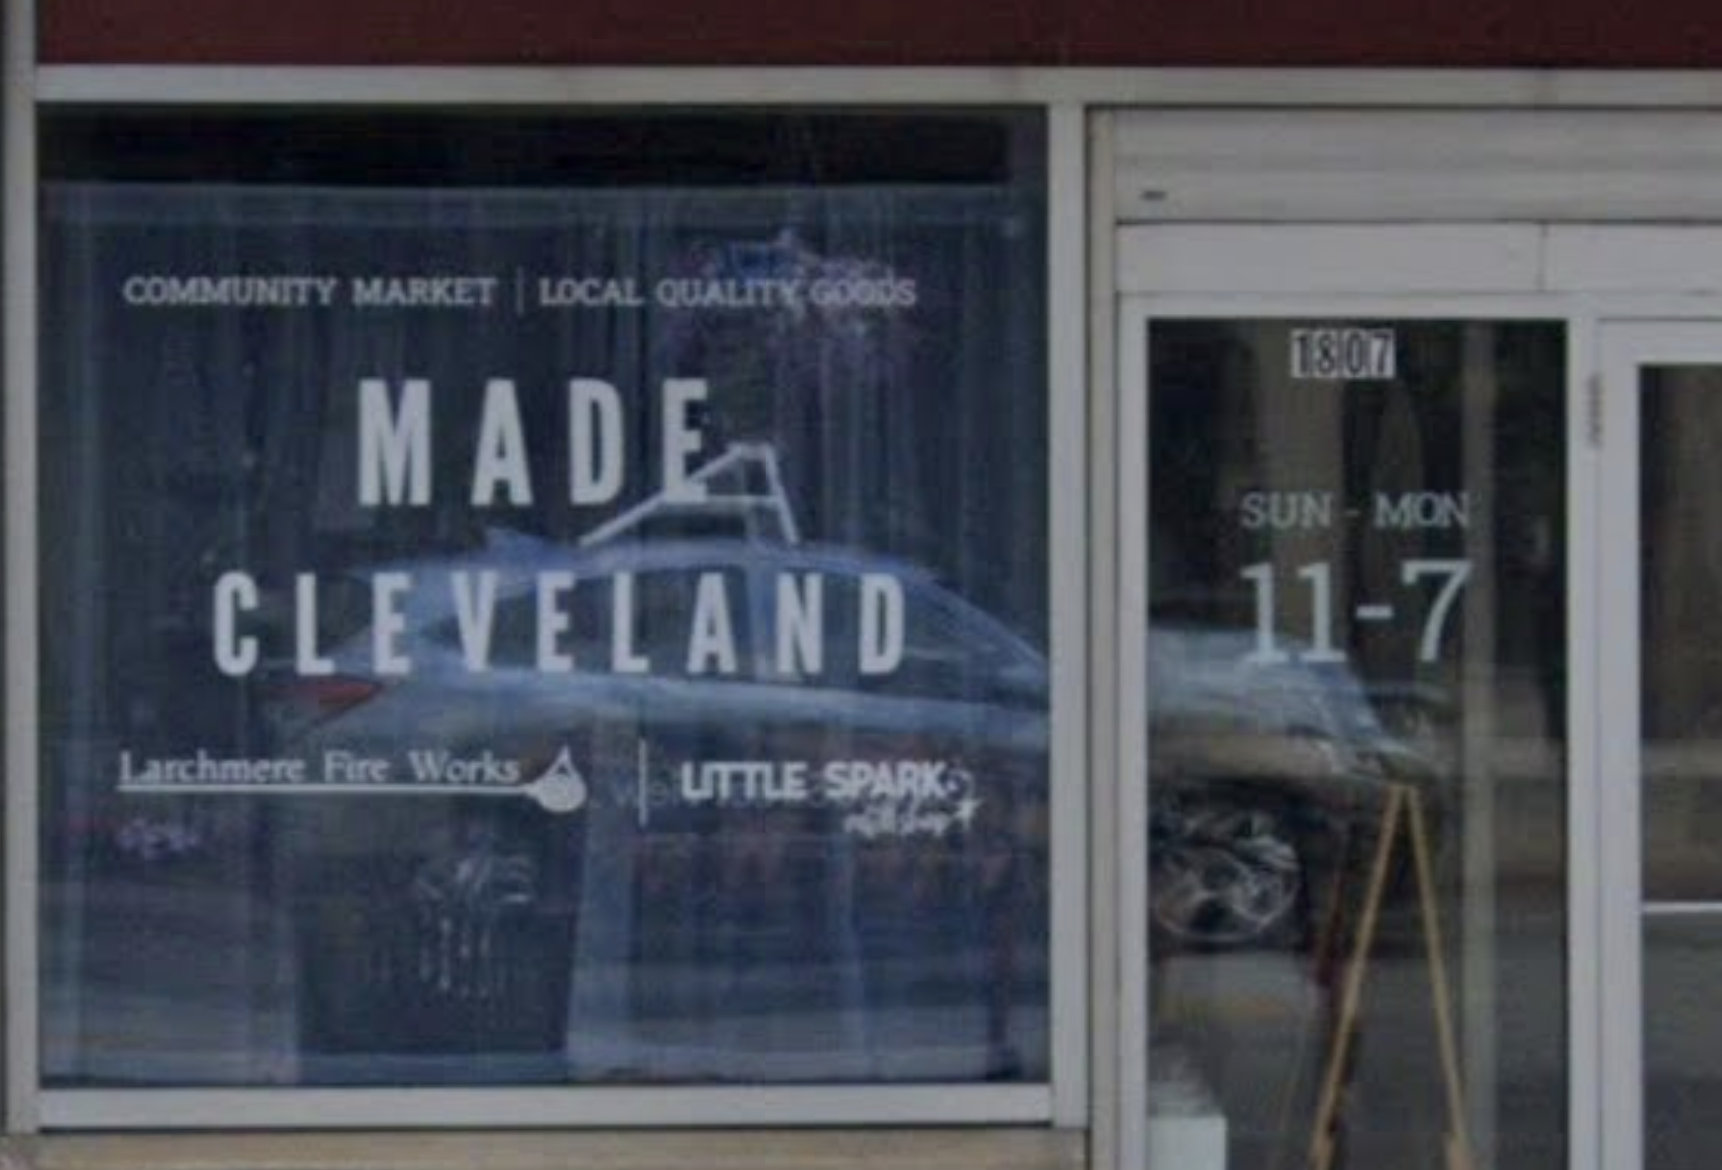 COMMUNITY MARKET | LOCAL QUALITY GOODS
MADE
CLEVELAND
Larchmere Fire Works | LITTLE SPARK
1807
SUN - MON
11-7